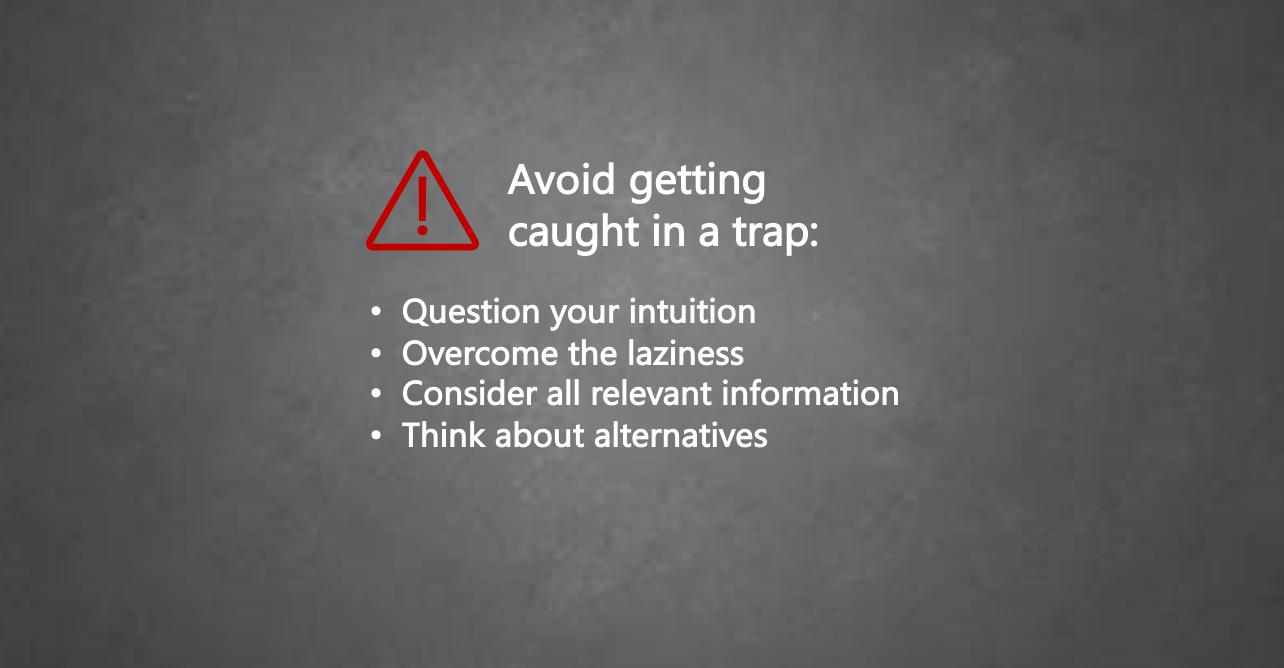 Avoid getting
caught in a trap:
• Question your intuition
• Overcome the laziness
• Consider all relevant information
• Think about alternatives